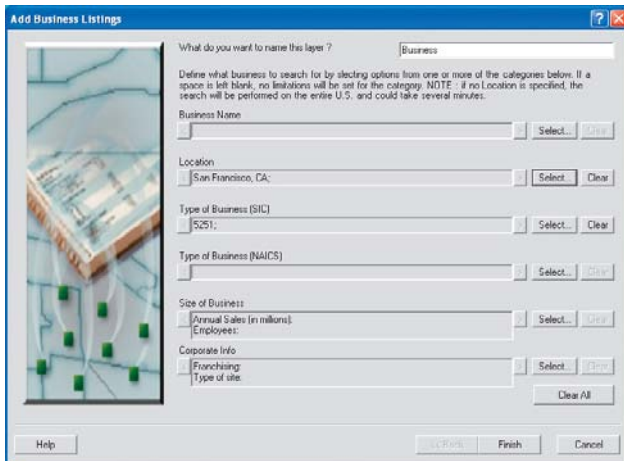 Add Business Listings
What do you want to name this layer ?
Business
Define what business to search for by slecting options from one or more of the categories below. If a
space is left blank, no limitations will be set for the category. NOTE : if no Location is specified, the
search will be performed on the entire U.S. and could take several minutes.
Business Name
Select... Clear
Location
San Francisco, CA;
Select... Clear
Type of Business (SIC)
5251;
Select... Clear
Type of Business (NAICS)
Select... Clear
Size of Business
Annual Sales (in millions):
Employees:
Select... Clear
Corporate Info
Franchising:
Type of site:
Select... Clear
Clear All
Help
< Back Finish Cancel